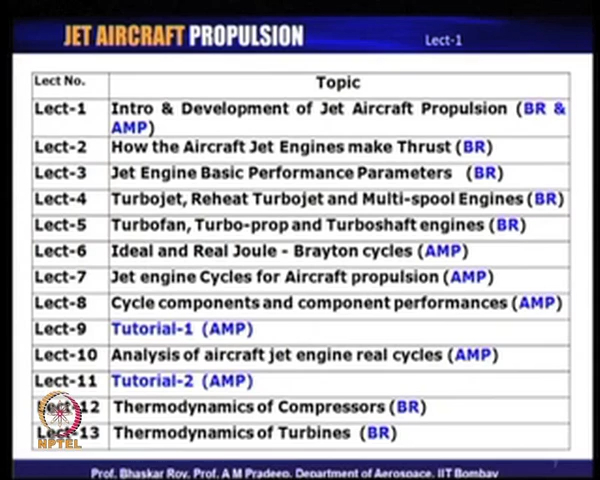 JET AIRCRAFT PROPULSION
Lect-1
Lect No. Topic
Lect-1 Intro & Development of Jet Aircraft Propulsion (BR &
AMP)
Lect-2 How the Aircraft Jet Engines make Thrust (BR)
Lect-3 Jet Engine Basic Performance Parameters (BR)
Lect-4 Turbojet, Reheat Turbojet and Multi-spool Engines (BR)
Lect-5 Turbofan, Turbo-prop and Turboshaft engines (BR)
Lect-6 Ideal and Real Joule - Brayton cycles (AMP)
Lect-7 Jet engine Cycles for Aircraft propulsion (AMP)
Lect-8 Cycle components and component performances (AMP)
Lect-9 Tutorial-1 (AMP)
Lect-10 Analysis of aircraft jet engine real cycles (AMP)
Lect-11 Tutorial-2 (AMP)
Lect-12 Thermodynamics of Compressors (BR)
Lect-13 Thermodynamics of Turbines (BR)
NPTEL
7
Prof. Bhaskar Roy, Prof. A M Pradeep, Department of Aerospace, IIT Bombay